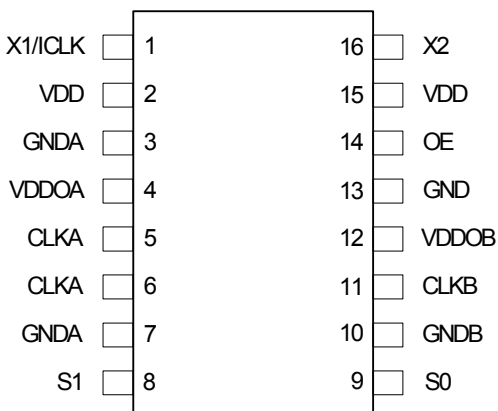 X1/ICLK 1 16 X2
VDD 2 15 VDD
GNDA 3 14 OE
VDDOA 4 13 GND
CLKA 5 12 VDDOB
CLKA 6 11 CLKB
GNDA 7 10 GNDB
S1 8 9 S0